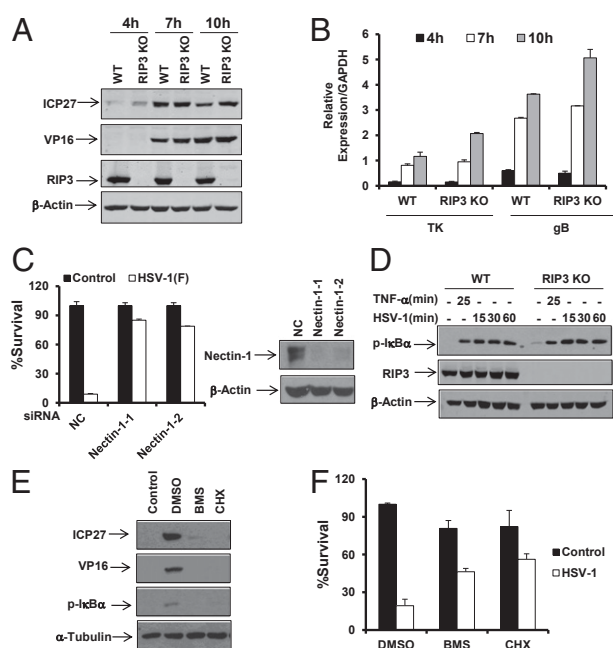 A
4h 7h 10h
WT RIP3 KO WT RIP3 KO WT RIP3 KO
ICP27
VP16
RIP3
β-Actin
B
4h 7h 10h
Relative
Expression/GAPDH
6
5
4
3
2
1
0
WT RIP3 KO WT RIP3 KO
TK gB
C
Control HSV-1(F)
%Survival
120
90
60
30
0
siRNA
NC Nectin-1-1 Nectin-1-2
NC Nectin-1-1 Nectin-1-2
Nectin-1
β-Actin
D
WT RIP3 KO
TNF-α(min) - 25 - - - - 25 - - -
HSV-1(min) - - 15 30 60 - - 15 30 60
p-IκBα
RIP3
β-Actin
E
Control DMSO BMS CHX
ICP27
VP16
p-IκBα
α-Tubulin
F
%Survival
120
90
60
30
0
Control
HSV-1
DMSO BMS CHX